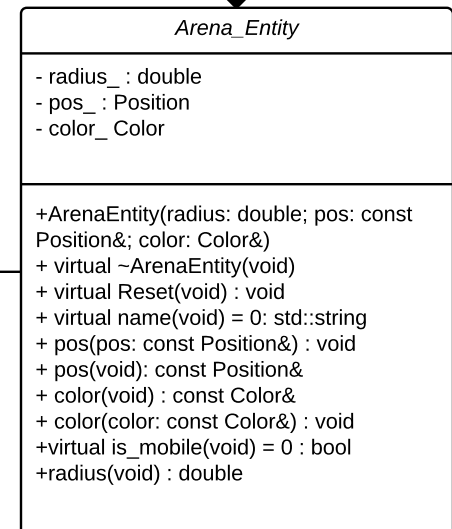 Arena_Entity
- radius_ : double
- pos_ : Position
- color_ Color
+ArenaEntity(radius: double; pos: const
Position&; color: Color&)
+ virtual ~ArenaEntity(void)
+ virtual Reset(void) : void
+ virtual name(void) = 0: std::string
+ pos(pos: const Position&) : void
+ pos(void): const Position&
+ color(void) : const Color&
+ color(color: const Color&) : void
+virtual is_mobile(void) = 0 : bool
+radius(void) : double